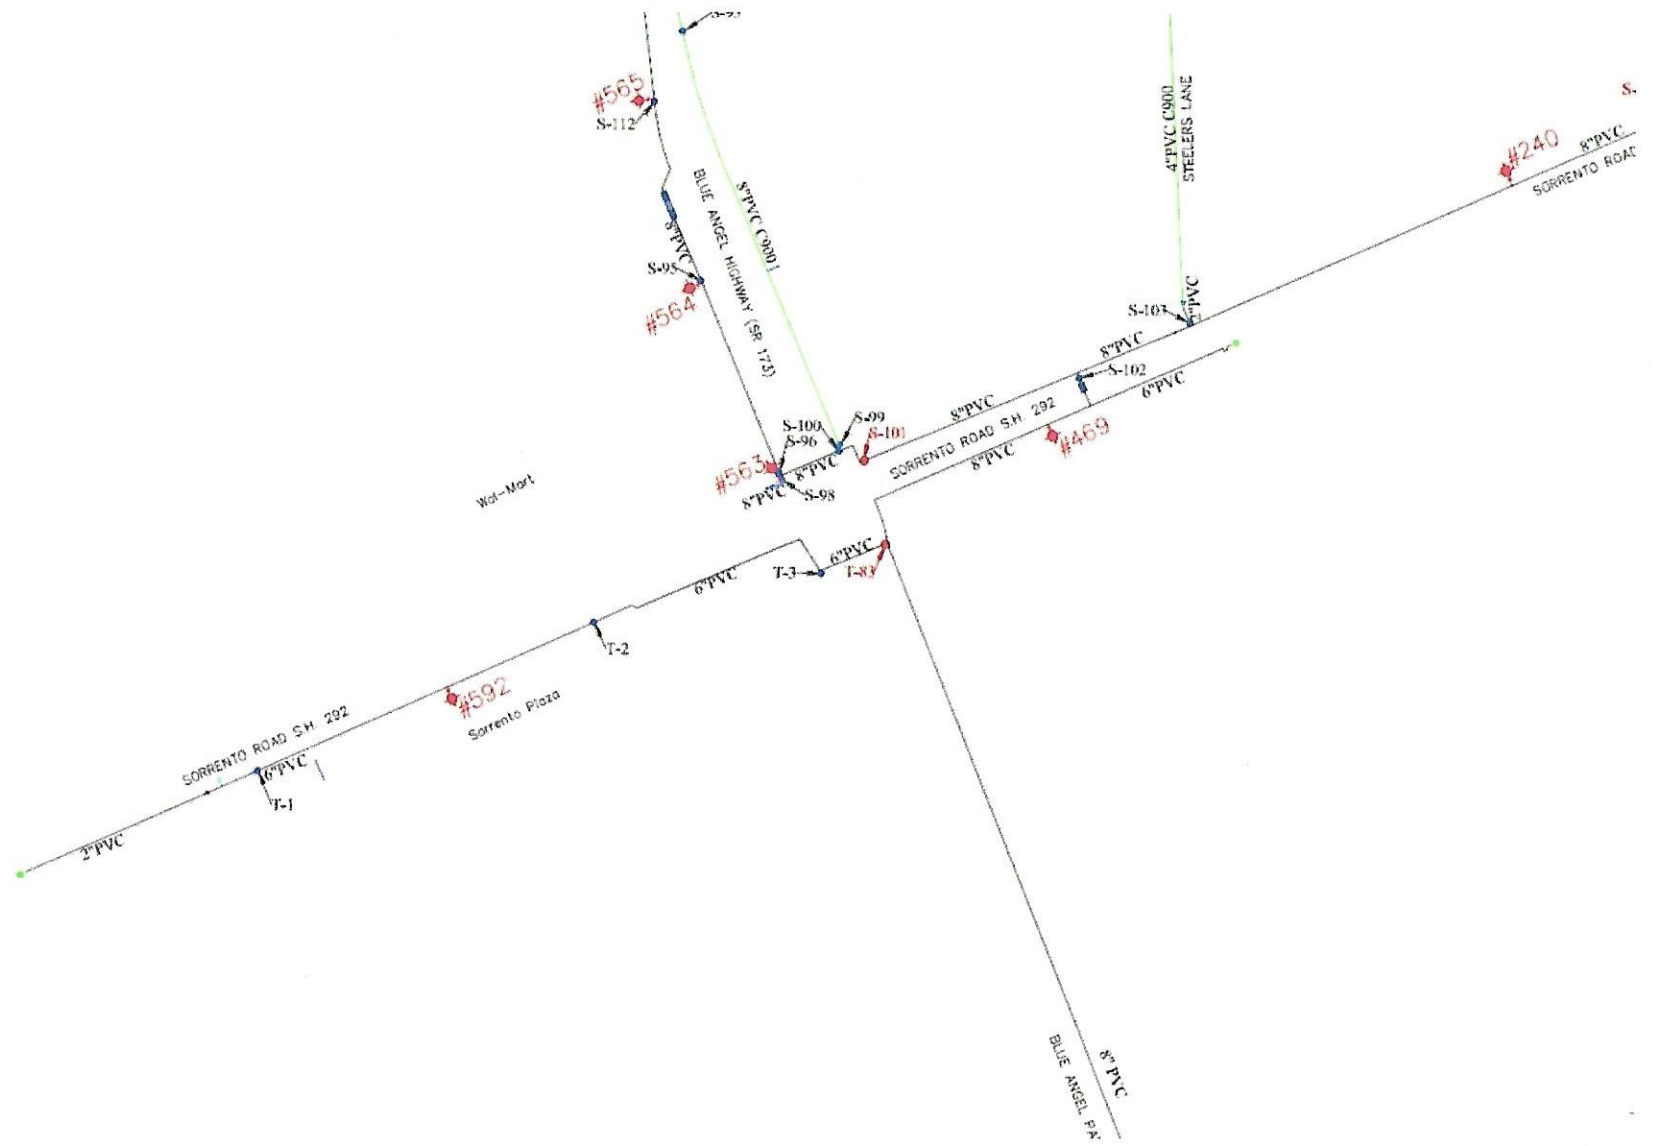 S-95
#565
S-112
4"PVC C900
STEELERS LANE
S-
#240
8"PVC
SORRENTO ROAD
BLUE ANGEL HIGHWAY (SR 173)
8"PVC C900
8"PVC
S-95
#564
S-103
2"PVC
8"PVC
S-102
6"PVC
8"PVC
SORRENTO ROAD S.H. 292
#469
8"PVC
S-100
S-96
S-99
S-101
#563
8"PVC
8"PVC
S-98
Wal-Mart
6"PVC
T-3
T-83
6"PVC
T-2
#592
Sorrento Plaza
SORRENTO ROAD S.H. 292
6"PVC
T-1
2"PVC
8"PVC
BLUE ANGEL PA